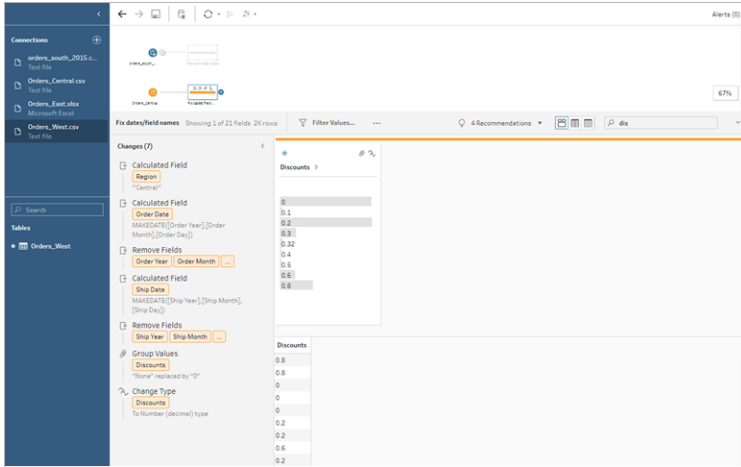 Alerts (0)
Connections
orders_south_2015.c...
Text file
Orders_Central.csv
Text file
Orders_East.xlsx
Microsoft Excel
Orders_West.csv
Text file
Search
Tables
Orders_West
orders_south_...
Orders_Central
Fix dates/field...
67%
Fix dates/field names Showing 1 of 21 fields 2K rows
Filter Values...
...
4 Recommendations
dis
Changes (7)
Calculated Field
Region
"Central"
Calculated Field
Order Date
MAKEDATE([Order Year],[Order
Month],[Order Day])
Remove Fields
Order Year Order Month ...
Calculated Field
Ship Date
MAKEDATE([Ship Year],[Ship Month],
[Ship Day])
Remove Fields
Ship Year Ship Month ...
Group Values
Discounts
"None" replaced by "0"
Change Type
Discounts
To Number (decimal) type
Discounts 9
0
0.1
0.2
0.3
0.32
0.4
0.5
0.6
0.8
Discounts
0.8
0.8
0
0
0
0.2
0.2
0.6
0.2